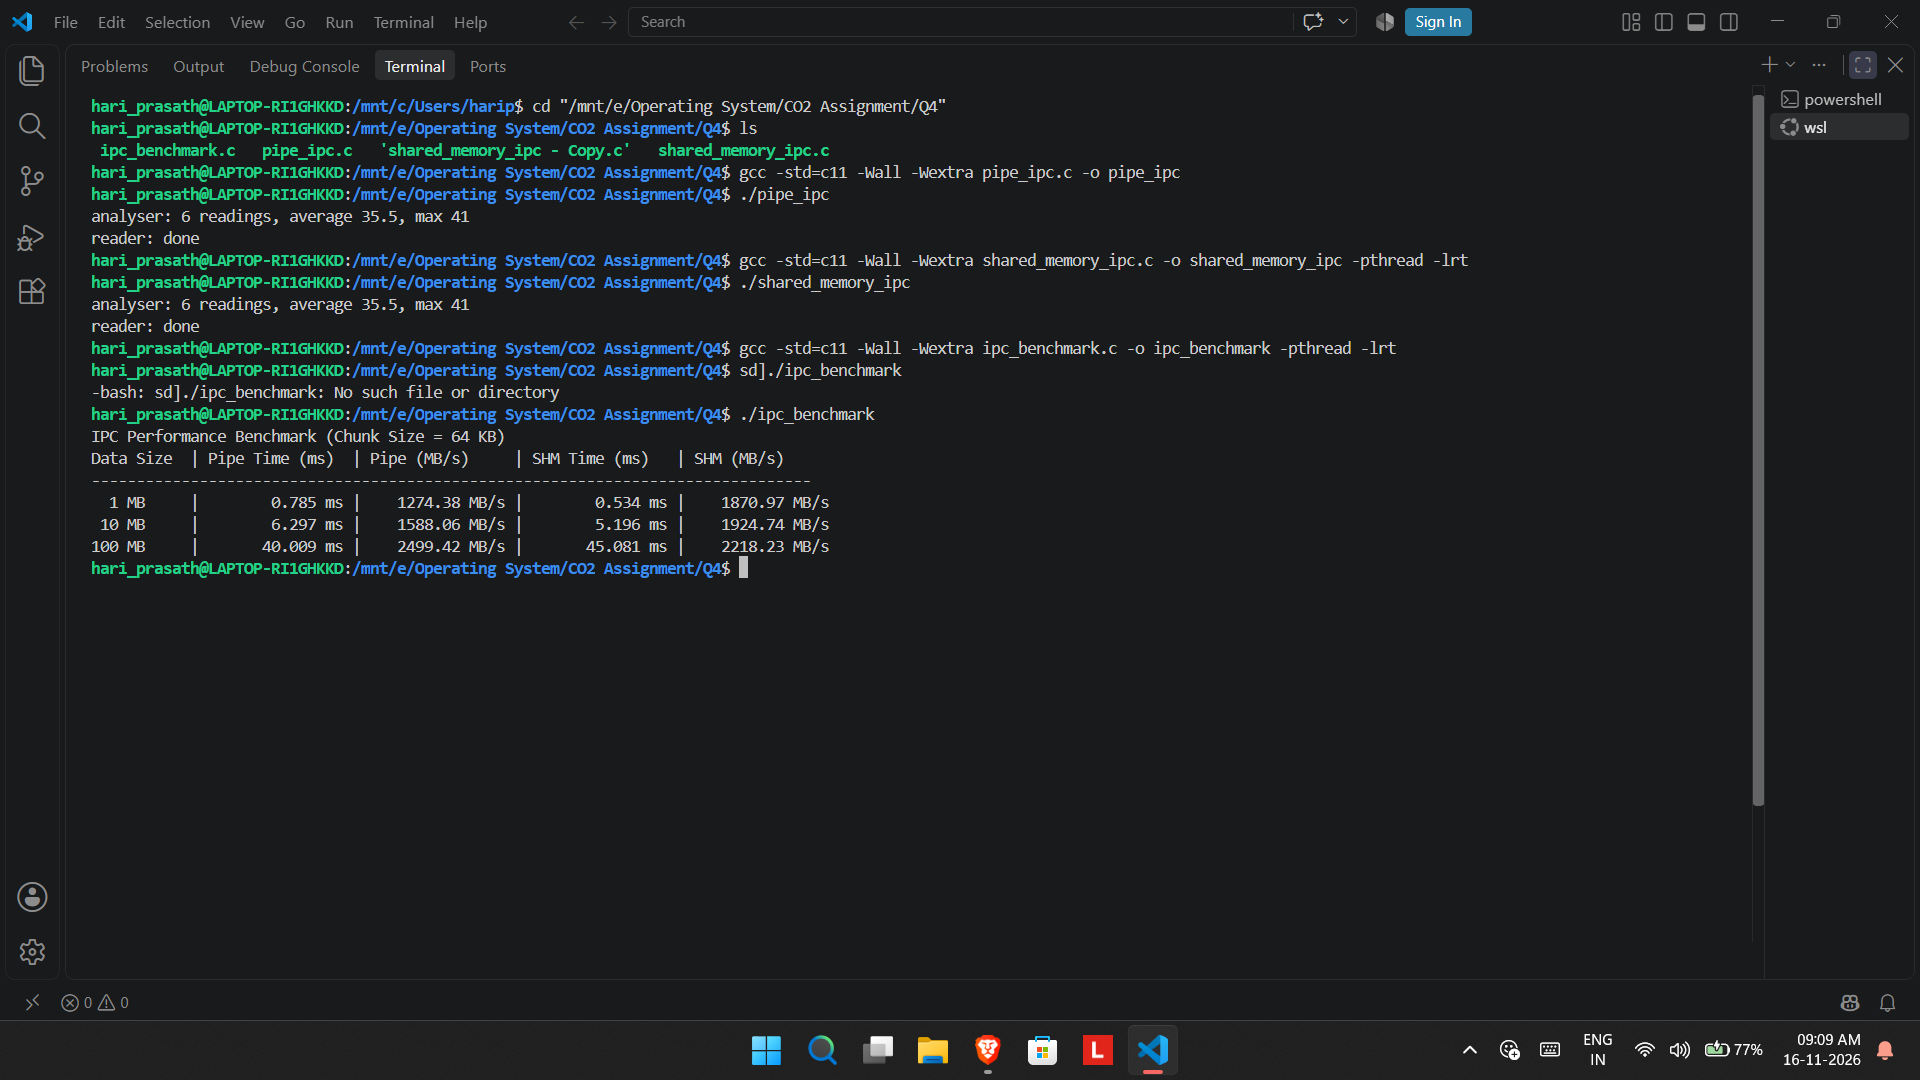 File Edit Selection View Go Run Terminal Help Search Sign In
Problems Output Debug Console Terminal Ports
powershell
wsl
hari_prasath@LAPTOP-RI1GHKKD:/mnt/c/Users/harip$ cd "/mnt/e/Operating System/CO2 Assignment/Q4"
hari_prasath@LAPTOP-RI1GHKKD:/mnt/e/Operating System/CO2 Assignment/Q4$ ls
ipc_benchmark.c pipe_ipc.c 'shared_memory_ipc - Copy.c' shared_memory_ipc.c
hari_prasath@LAPTOP-RI1GHKKD:/mnt/e/Operating System/CO2 Assignment/Q4$ gcc -std=c11 -Wall -Wextra pipe_ipc.c -o pipe_ipc
hari_prasath@LAPTOP-RI1GHKKD:/mnt/e/Operating System/CO2 Assignment/Q4$ ./pipe_ipc
analyser: 6 readings, average 35.5, max 41
reader: done
hari_prasath@LAPTOP-RI1GHKKD:/mnt/e/Operating System/CO2 Assignment/Q4$ gcc -std=c11 -Wall -Wextra shared_memory_ipc.c -o shared_memory_ipc -pthread -lrt
hari_prasath@LAPTOP-RI1GHKKD:/mnt/e/Operating System/CO2 Assignment/Q4$ ./shared_memory_ipc
analyser: 6 readings, average 35.5, max 41
reader: done
hari_prasath@LAPTOP-RI1GHKKD:/mnt/e/Operating System/CO2 Assignment/Q4$ gcc -std=c11 -Wall -Wextra ipc_benchmark.c -o ipc_benchmark -pthread -lrt
hari_prasath@LAPTOP-RI1GHKKD:/mnt/e/Operating System/CO2 Assignment/Q4$ sd]./ipc_benchmark
-bash: sd]./ipc_benchmark: No such file or directory
hari_prasath@LAPTOP-RI1GHKKD:/mnt/e/Operating System/CO2 Assignment/Q4$ ./ipc_benchmark
IPC Performance Benchmark (Chunk Size = 64 KB)
Data Size | Pipe Time (ms) | Pipe (MB/s) | SHM Time (ms) | SHM (MB/s)
--------------------------------------------------------------------------------
1 MB | 0.785 ms | 1274.38 MB/s | 0.534 ms | 1870.97 MB/s
10 MB | 6.297 ms | 1588.06 MB/s | 5.196 ms | 1924.74 MB/s
100 MB | 40.009 ms | 2499.42 MB/s | 45.081 ms | 2218.23 MB/s
hari_prasath@LAPTOP-RI1GHKKD:/mnt/e/Operating System/CO2 Assignment/Q4$
0 0
L
ENG
IN
77%
09:09 AM
16-11-2026